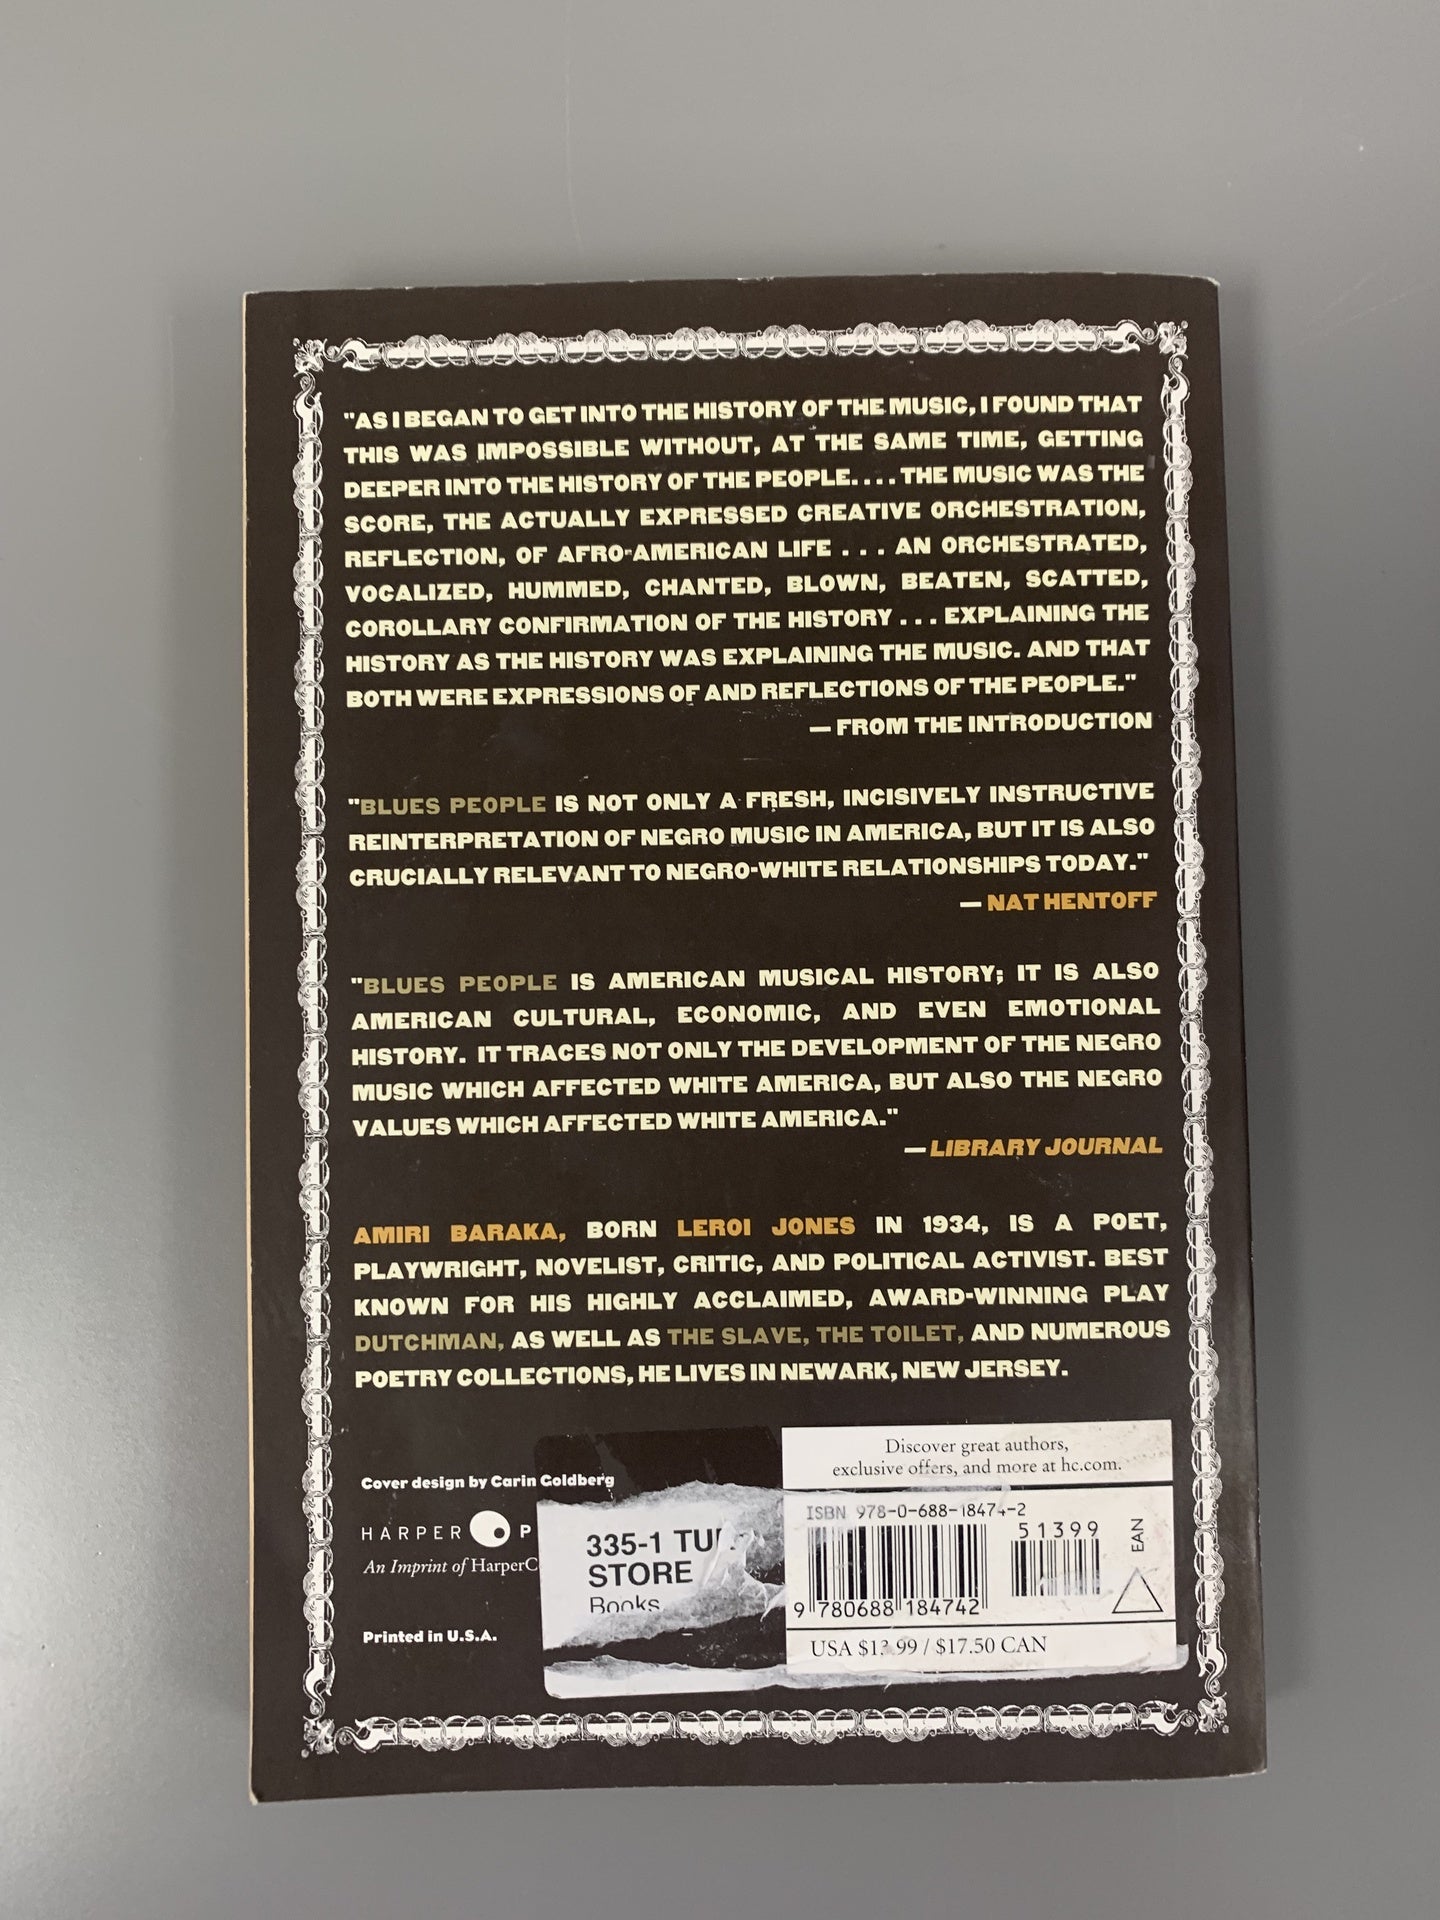 "AS I BEGAN TO GET INTO THE HISTORY OF THE MUSIC, I FOUND THAT
THIS WAS IMPOSSIBLE WITHOUT, AT THE SAME TIME, GETTING
DEEPER INTO THE HISTORY OF THE PEOPLE. . . . THE MUSIC WAS THE
SCORE, THE ACTUALLY EXPRESSED CREATIVE ORCHESTRATION,
REFLECTION, OF AFRO-AMERICAN LIFE . . . AN ORCHESTRATED,
VOCALIZED, HUMMED, CHANTED, BLOWN, BEATEN, SCATTED,
COROLLARY CONFIRMATION OF THE HISTORY . . . EXPLAINING THE
HISTORY AS THE HISTORY WAS EXPLAINING THE MUSIC. AND THAT
BOTH WERE EXPRESSIONS OF AND REFLECTIONS OF THE PEOPLE."
— FROM THE INTRODUCTION
"BLUES PEOPLE IS NOT ONLY A FRESH, INCISIVELY INSTRUCTIVE
REINTERPRETATION OF NEGRO MUSIC IN AMERICA, BUT IT IS ALSO
CRUCIALLY RELEVANT TO NEGRO-WHITE RELATIONSHIPS TODAY."
— NAT HENTOFF
"BLUES PEOPLE IS AMERICAN MUSICAL HISTORY; IT IS ALSO
AMERICAN CULTURAL, ECONOMIC, AND EVEN EMOTIONAL
HISTORY. IT TRACES NOT ONLY THE DEVELOPMENT OF THE NEGRO
MUSIC WHICH AFFECTED WHITE AMERICA, BUT ALSO THE NEGRO
VALUES WHICH AFFECTED WHITE AMERICA."
— LIBRARY JOURNAL
AMIRI BARAKA, BORN LEROI JONES IN 1934, IS A POET,
PLAYWRIGHT, NOVELIST, CRITIC, AND POLITICAL ACTIVIST. BEST
KNOWN FOR HIS HIGHLY ACCLAIMED, AWARD-WINNING PLAY
DUTCHMAN, AS WELL AS THE SLAVE, THE TOILET, AND NUMEROUS
POETRY COLLECTIONS, HE LIVES IN NEWARK, NEW JERSEY.
Cover design by Carin Goldberg
HARPER P
An Imprint of HarperC
Printed in U.S.A.
335-1
STORE
Books
Discover great authors,
exclusive offers, and more at hc.com.
ISBN 978-0-688-18474-2
51399
EAN
9 780688 184742
USA $13.99 / $17.50 CAN